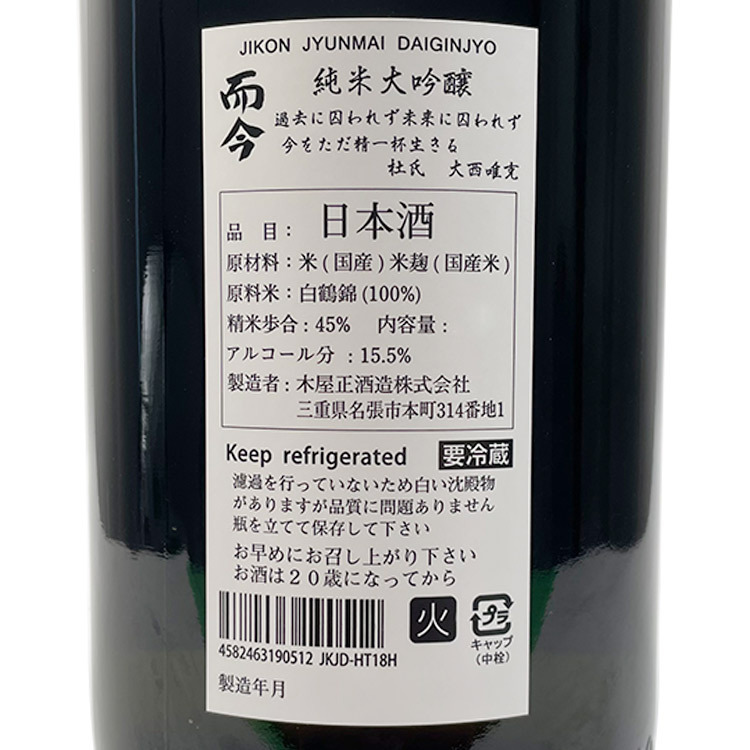 JIKON JYUNMAI DAIGINJYO
而今
純米大吟醸
過去に囚われず未来に囚われず
今をただ精一杯生きる
杜氏 大西唯克
品 目： 日本酒
原材料：米(国産)米麹(国産米)
原料米：白鶴錦(100%)
精米歩合：45% 内容量：
アルコール分 ：15.5%
製造者：木屋正酒造株式会社
三重県名張市本町314番地1
Keep refrigerated 要冷蔵
濾過を行っていないため白い沈殿物
がありますが品質に問題ありません
瓶を立てて保存して下さい
お早めにお召し上がり下さい
お酒は２０歳になってから
火
プラ
キャップ
(中栓)
4582463190512 JKJD-HT18H
製造年月